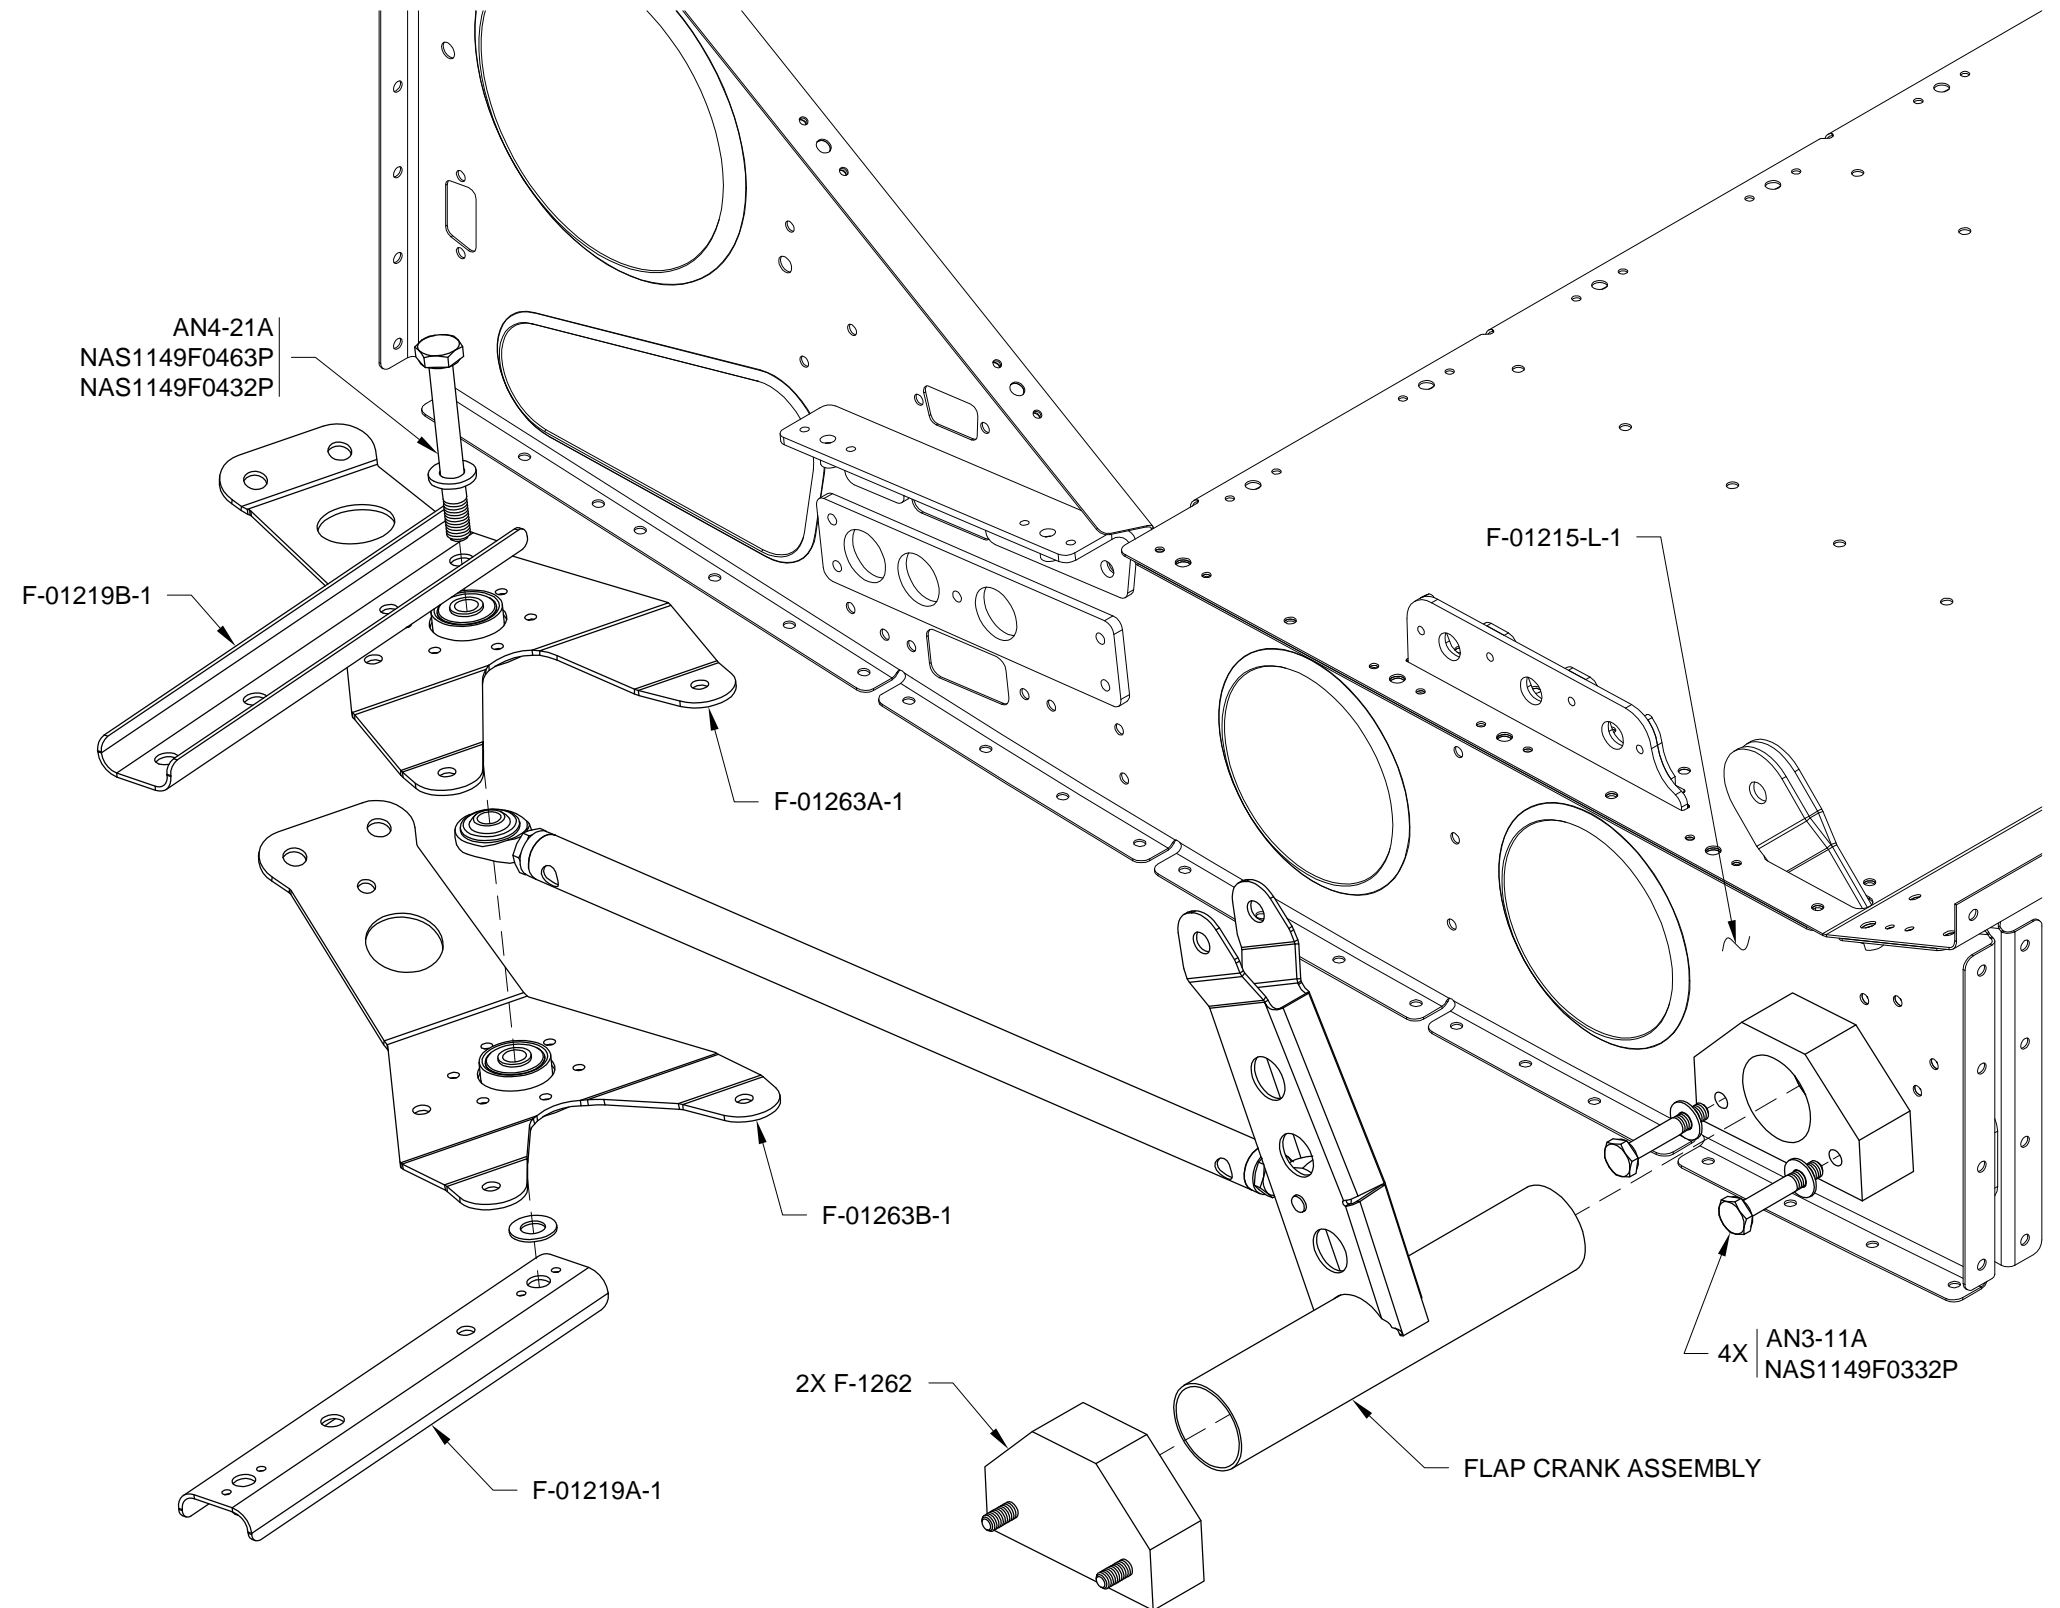 AN4-21A
NAS1149F0463P
NAS1149F0432P
F-01215-L-1
F-01219B-1
F-01263A-1
F-01263B-1
4X AN3-11A
NAS1149F0332P
2X F-1262
FLAP CRANK ASSEMBLY
F-01219A-1